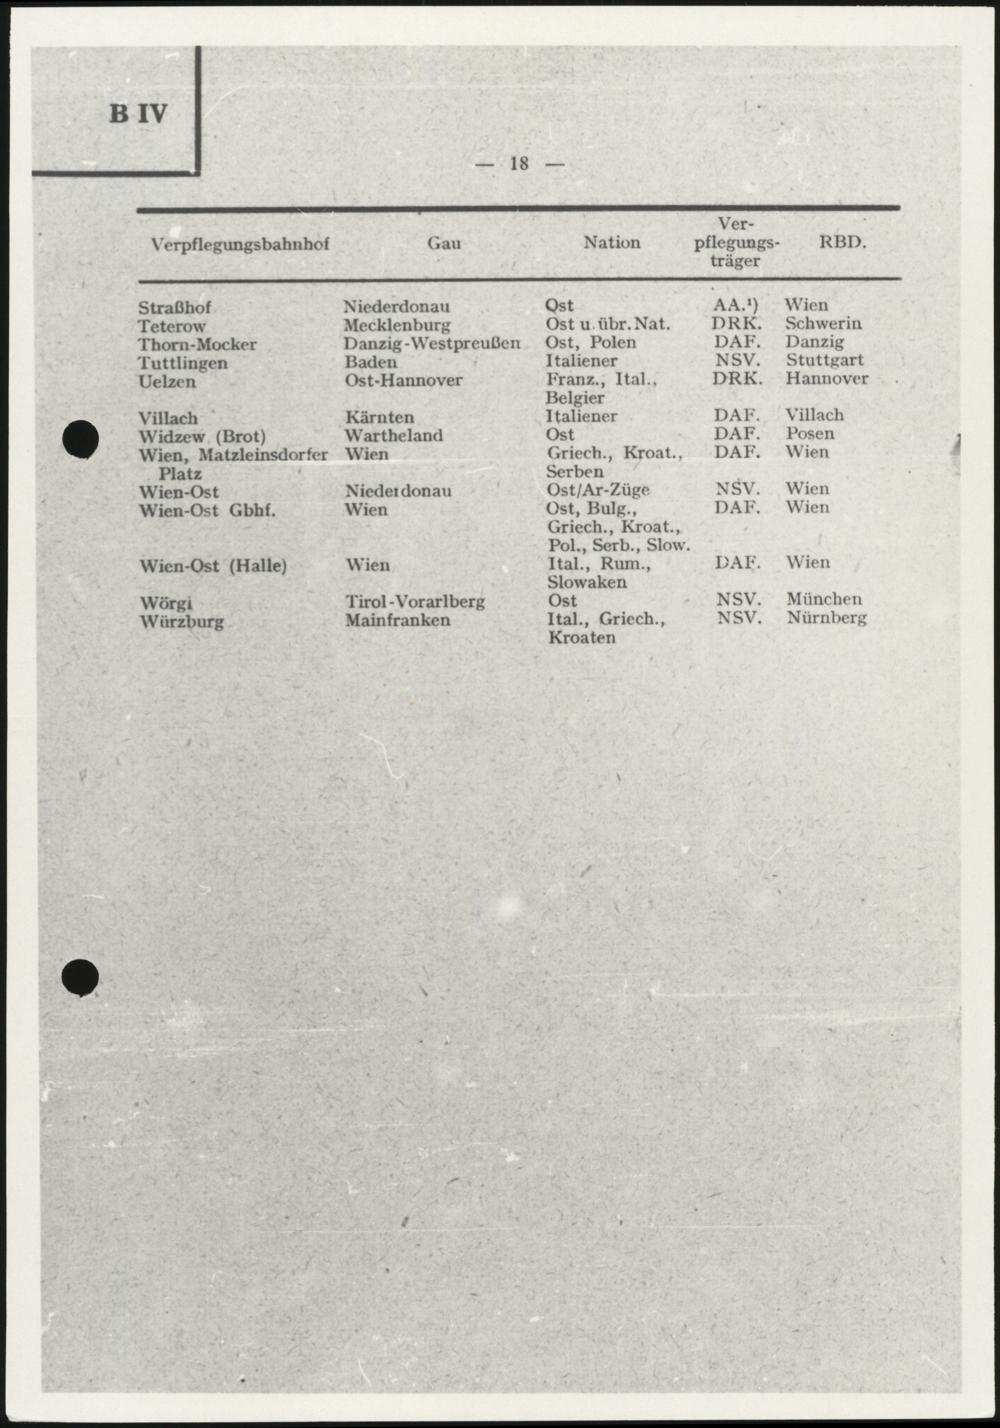 B IV
— 18 —
Verpflegungsbahnhof Gau Nation Ver-
pflegungs-
träger RBD.
Straßhof Niederdonau Ost AA.¹) Wien
Teterow Mecklenburg Ost u. übr. Nat. DRK. Schwerin
Thorn-Mocker Danzig-Westpreußen Ost, Polen DAF. Danzig
Tuttlingen Baden Italiener NSV. Stuttgart
Uelzen Ost-Hannover Franz., Ital., DRK. Hannover
Belgier
Villach Kärnten Italiener DAF. Villach
Widzew (Brot) Wartheland Ost DAF. Posen
Wien, Matzleinsdorfer Wien Griech., Kroat., DAF. Wien
Platz Serben
Wien-Ost Niederdonau Ost/Ar-Züge NSV. Wien
Wien-Ost Gbhf. Wien Ost, Bulg., DAF. Wien
Griech., Kroat.,
Pol., Serb., Slow.
Wien-Ost (Halle) Wien Ital., Rum., DAF. Wien
Slowaken
Wörgl Tirol-Vorarlberg Ost NSV. München
Würzburg Mainfranken Ital., Griech., NSV. Nürnberg
Kroaten